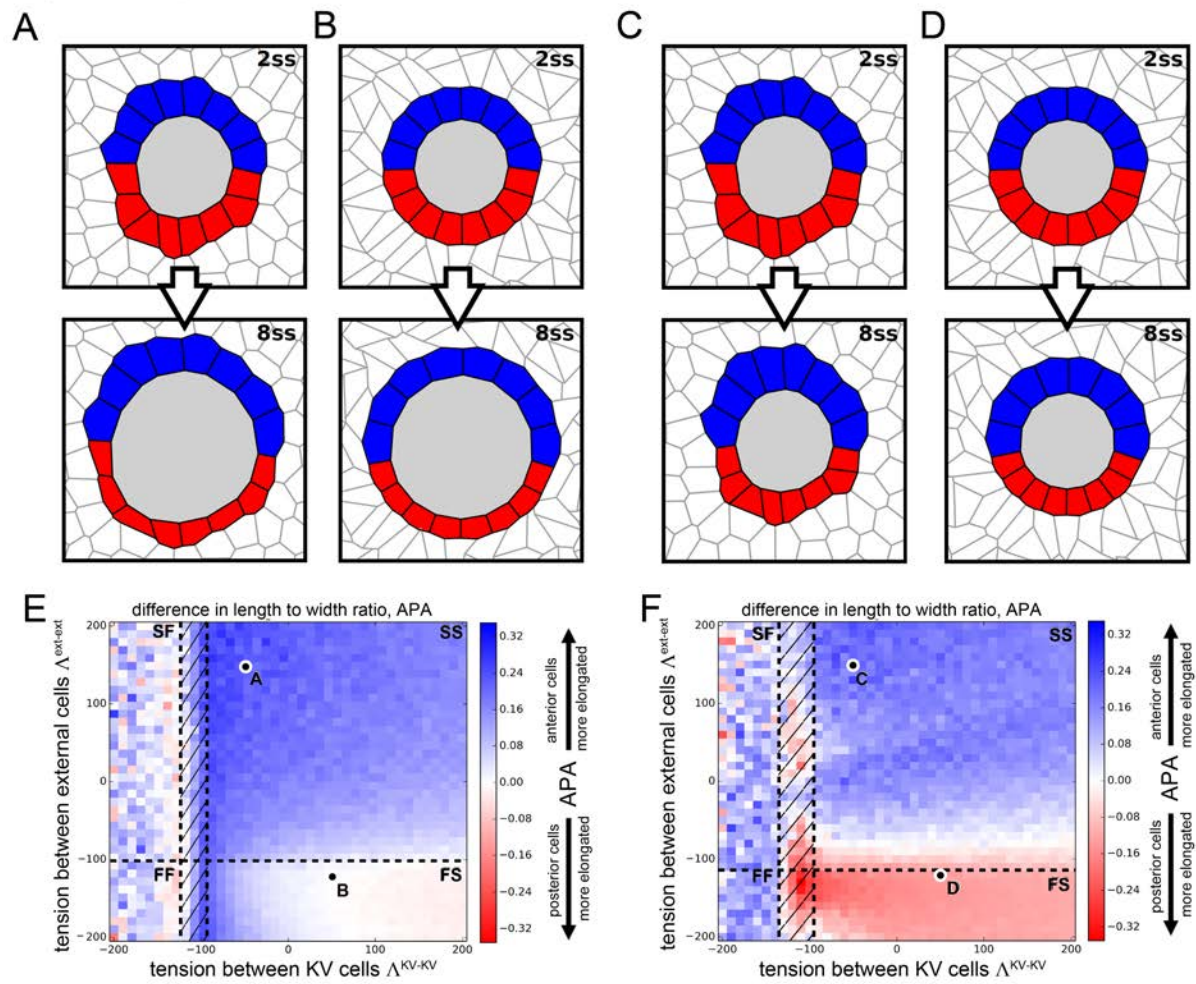 A
B
C
D
2ss
2ss
2ss
2ss
8ss
8ss
8ss
8ss
E
difference in length to width ratio, APA
tension between external cells Λext-ext
200
100
0
−100
−200
SF
SS
A
B
FF
FS
−200
−100
0
100
200
tension between KV cells ΛKV-KV
0.32
0.24
0.16
0.08
0.00
−0.08
−0.16
−0.24
−0.32
anterior cells
more elongated
APA
posterior cells
more elongated
F
difference in length to width ratio, APA
tension between external cells Λext-ext
200
100
0
−100
−200
SF
SS
C
D
FF
FS
−200
−100
0
100
200
tension between KV cells ΛKV-KV
0.32
0.24
0.16
0.08
0.00
−0.08
−0.16
−0.24
−0.32
anterior cells
more elongated
APA
posterior cells
more elongated